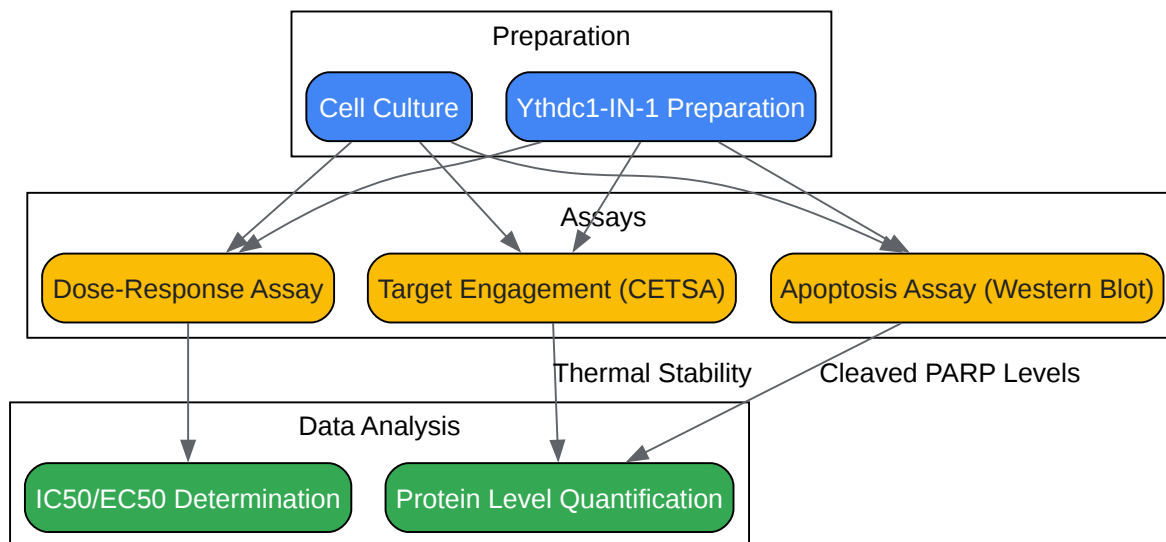 Preparation
Cell Culture
Ythdc1-IN-1 Preparation
Assays
Dose-Response Assay
Target Engagement (CETSA)
Apoptosis Assay (Western Blot)
Thermal Stability
Cleaved PARP Levels
Data Analysis
IC50/EC50 Determination
Protein Level Quantification